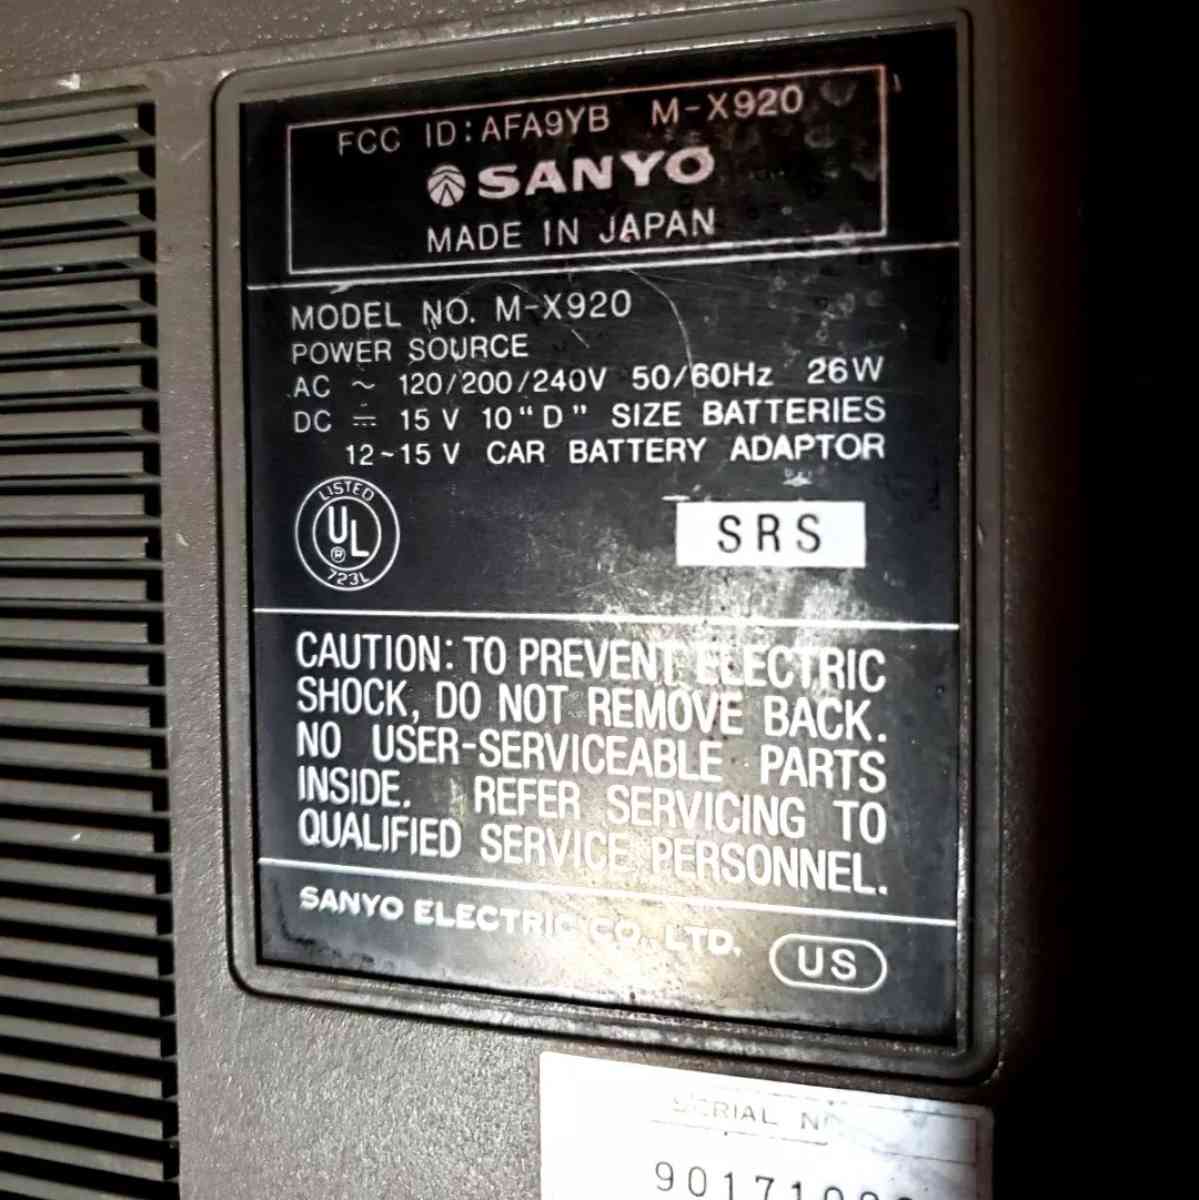 FCC ID: AFA9YB M-X920
SANYO
MADE IN JAPAN
MODEL NO. M-X920
POWER SOURCE
AC ~ 120/200/240V 50/60Hz 26W
DC ⎓ 15 V 10 "D" SIZE BATTERIES
12~15 V CAR BATTERY ADAPTOR
LISTED
UL
®
723L
SRS
CAUTION: TO PREVENT ELECTRIC
SHOCK, DO NOT REMOVE BACK.
NO USER-SERVICEABLE PARTS
INSIDE. REFER SERVICING TO
QUALIFIED SERVICE PERSONNEL.
SANYO ELECTRIC CO., LTD.
US
SERIAL NO